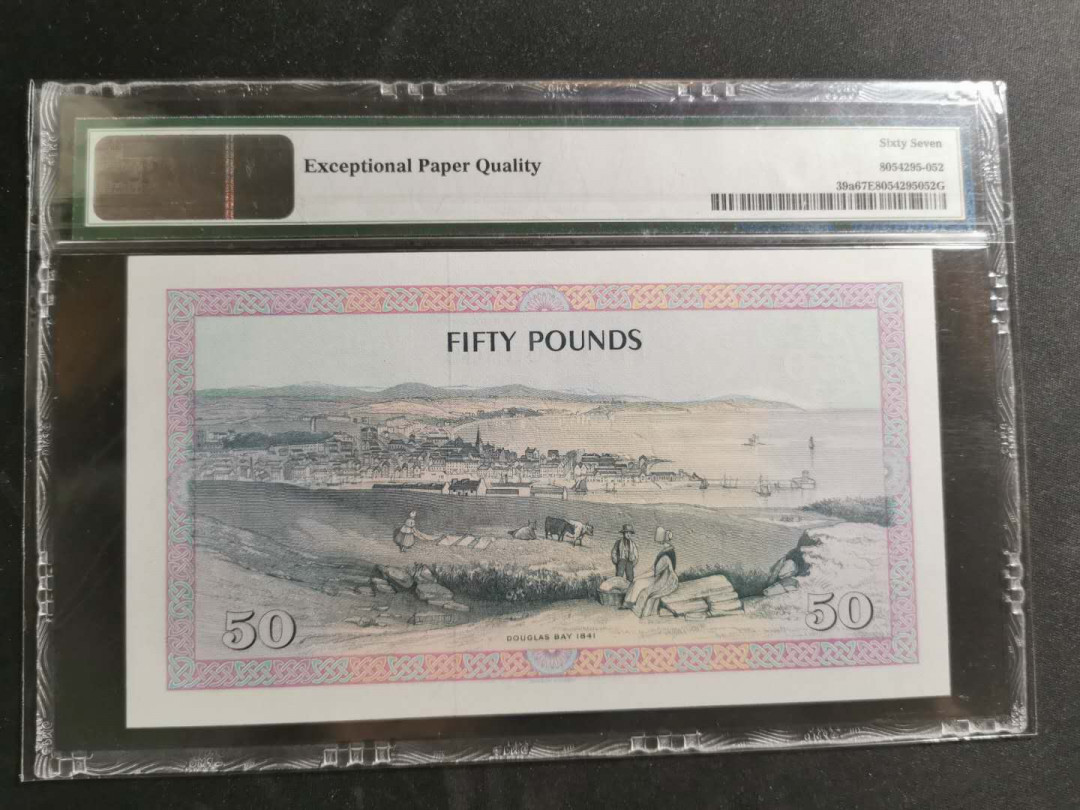 Exceptional Paper Quality
Sixty Seven
8054295-052
39a67E8054295052G
FIFTY POUNDS
50
50
DOUGLAS BAY 1841